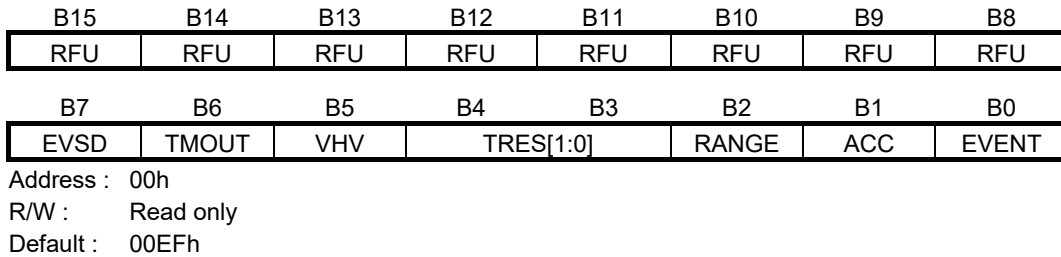 B15 B14 B13 B12 B11 B10 B9 B8
RFU RFU RFU RFU RFU RFU RFU RFU
B7 B6 B5 B4 B3 B2 B1 B0
EVSD TMOUT VHV TRES[1:0] RANGE ACC EVENT
Address : 00h
R/W : Read only
Default : 00EFh